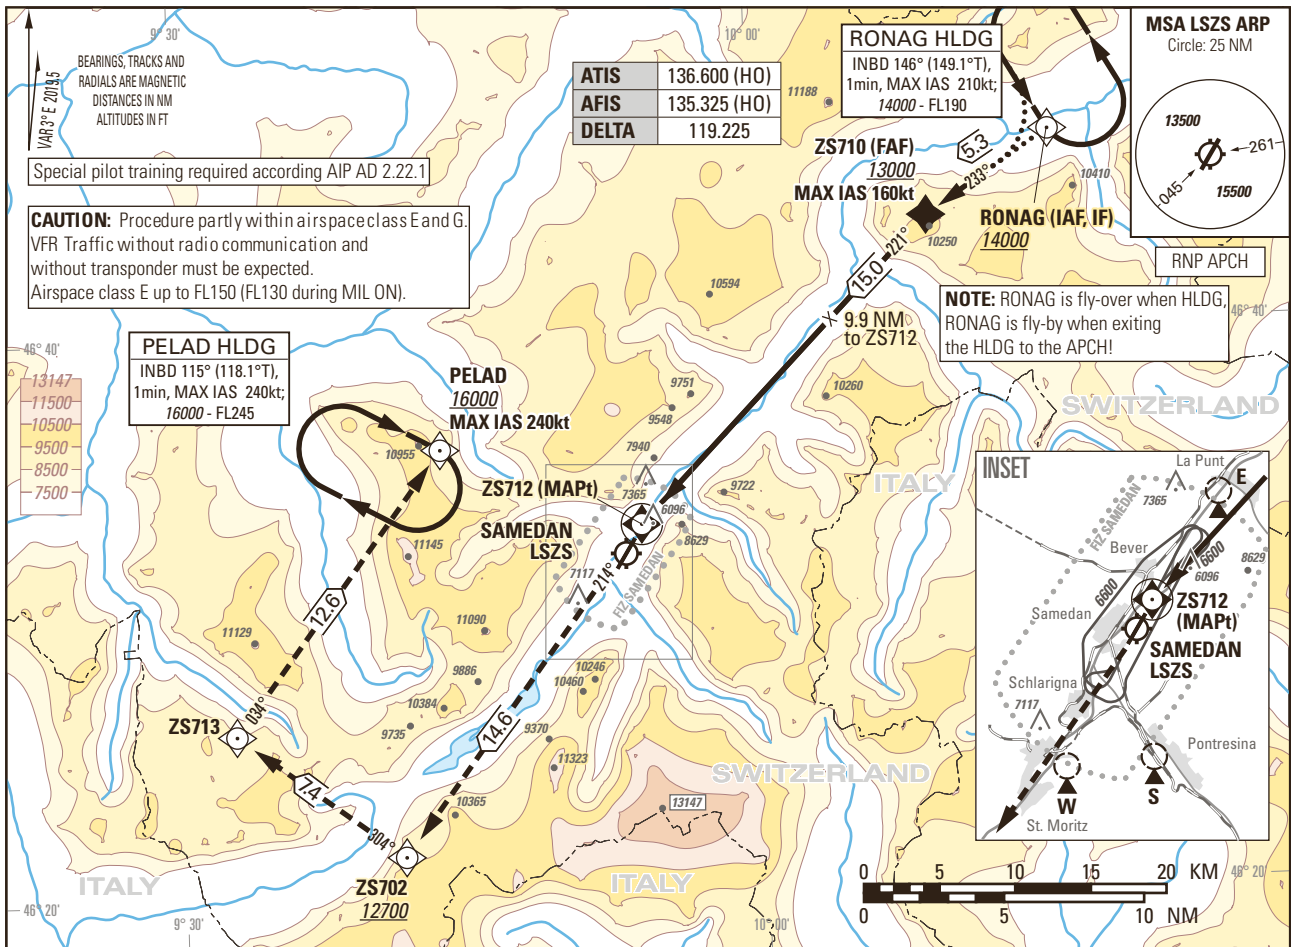 9° 30'
10° 00'
VAR 3° E 2019.5
BEARINGS, TRACKS AND
RADIALS ARE MAGNETIC
DISTANCES IN NM
ALTITUDES IN FT
Special pilot training required according AIP AD 2.22.1
CAUTION: Procedure partly within airspace class E and G.
VFR Traffic without radio communication and
without transponder must be expected.
Airspace class E up to FL150 (FL130 during MIL ON).
ATIS 136.600 (HO)
AFIS 135.325 (HO)
DELTA 119.225
RONAG HLDG
INBD 146° (149.1°T),
1min, MAX IAS 210kt;
14000 - FL190
MSA LSZS ARP
Circle: 25 NM
13500
261
045
15500
RNP APCH
11188
ZS710 (FAF)
13000
MAX IAS 160kt
5.3
233°
10410
RONAG (IAF, IF)
14000
10250
221°
15.0
NOTE: RONAG is fly-over when HLDG,
RONAG is fly-by when exiting
the HLDG to the APCH!
46° 40'
10594
9.9 NM
to ZS712
46° 40'
13147
11500
10500
9500
8500
7500
PELAD HLDG
INBD 115° (118.1°T),
1min, MAX IAS 240kt;
16000 - FL245
PELAD
16000
MAX IAS 240kt
10955
9751
9548
10260
7940
SWITZERLAND
ITALY
9722
ZS712 (MAPt)
7365
6096
SAMEDAN
LSZS
8629
FIZ SAMEDAN
7117
214°
11145
12.6
11129
11090
9886
10384
9735
10246
10460
9370
11323
14.6
034°
ZS713
7.4
304°
10365
SWITZERLAND
13147
ZS702
12700
ITALY
ITALY
INSET
La Punt
E
7365
FIZ SAMEDAN
Bever
6600
6600
6096
8629
Samedan
ZS712
(MAPt)
SAMEDAN
LSZS
Schlarigna
7117
Pontresina
W
S
St. Moritz
0 5 10 15 20 KM
0 5 10 NM
46° 20'
46° 20'
9° 30'
10° 00'